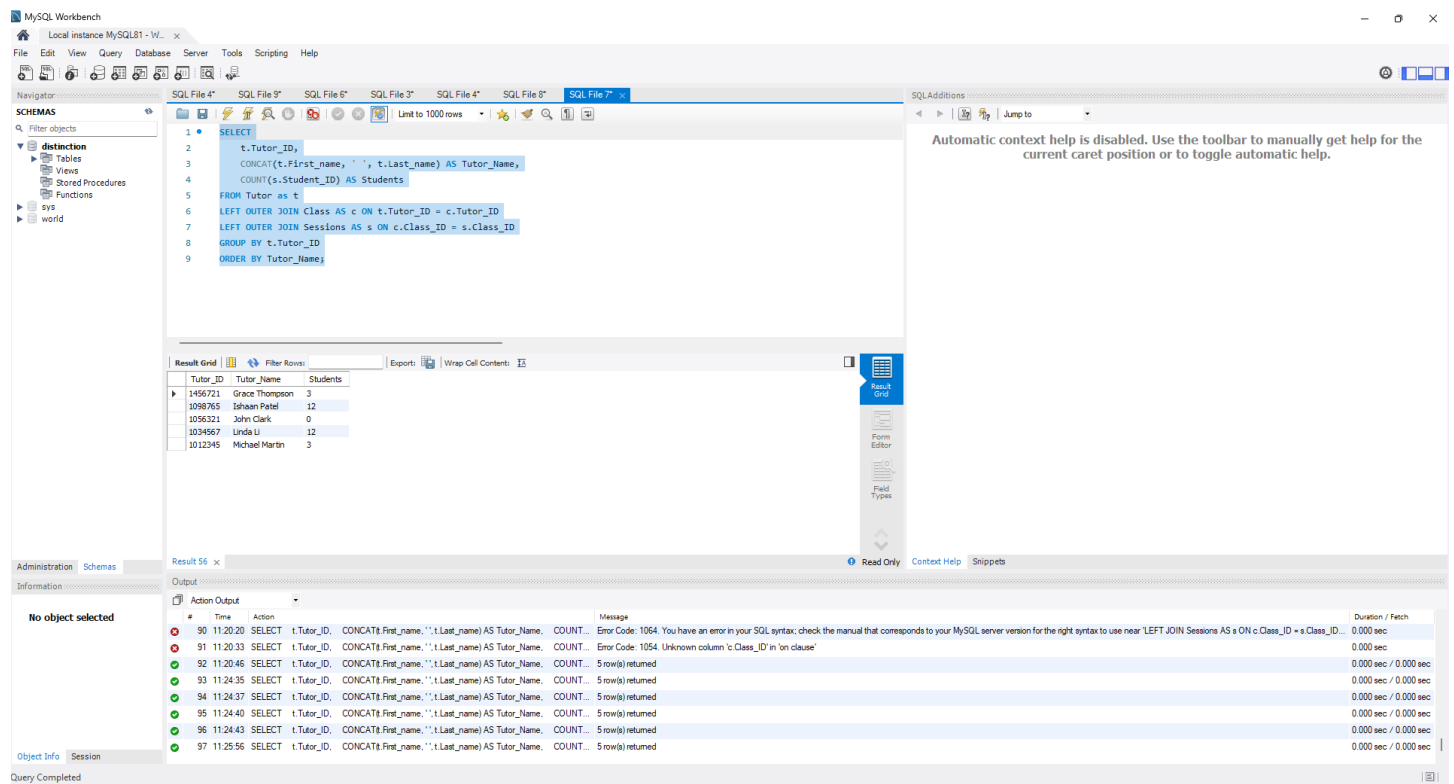 MySQL Workbench
Local instance MySQL81 - W... ×
File Edit View Query Database Server Tools Scripting Help
Navigator
SCHEMAS
Filter objects
distinction
Tables
Views
Stored Procedures
Functions
sys
world
Administration Schemas
Information
No object selected
Object Info Session
SQL File 4* SQL File 9* SQL File 6* SQL File 3* SQL File 4* SQL File 8* SQL File 7* ×
Limit to 1000 rows
1 SELECT
2 t.Tutor_ID,
3 CONCAT(t.First_name, ' ', t.Last_name) AS Tutor_Name,
4 COUNT(s.Student_ID) AS Students
5 FROM Tutor as t
6 LEFT OUTER JOIN Class AS c ON t.Tutor_ID = c.Tutor_ID
7 LEFT OUTER JOIN Sessions AS s ON c.Class_ID = s.Class_ID
8 GROUP BY t.Tutor_ID
9 ORDER BY Tutor_Name;
Result Grid Filter Rows: Export: Wrap Cell Content:
Tutor_ID Tutor_Name Students
1456721 Grace Thompson 3
1098765 Ishaan Patel 12
1056321 John Clark 0
1034567 Linda Li 12
1012345 Michael Martin 3
Result
Grid
Form
Editor
Field
Types
Result 56 ×
Read Only
SQLAdditions
Jump to
Automatic context help is disabled. Use the toolbar to manually get help for the
current caret position or to toggle automatic help.
Context Help Snippets
Output
Action Output
# Time Action Message Duration / Fetch
90 11:20:20 SELECT t.Tutor_ID, CONCAT(t.First_name, ' ', t.Last_name) AS Tutor_Name, COUNT... Error Code: 1064. You have an error in your SQL syntax; check the manual that corresponds to your MySQL server version for the right syntax to use near 'LEFT JOIN Sessions AS s ON c.Class_ID = s.Class_ID... 0.000 sec
91 11:20:33 SELECT t.Tutor_ID, CONCAT(t.First_name, ' ', t.Last_name) AS Tutor_Name, COUNT... Error Code: 1054. Unknown column 'c.Class_ID' in 'on clause' 0.000 sec
92 11:20:46 SELECT t.Tutor_ID, CONCAT(t.First_name, ' ', t.Last_name) AS Tutor_Name, COUNT... 5 row(s) returned 0.000 sec / 0.000 sec
93 11:24:35 SELECT t.Tutor_ID, CONCAT(t.First_name, ' ', t.Last_name) AS Tutor_Name, COUNT... 5 row(s) returned 0.000 sec / 0.000 sec
94 11:24:37 SELECT t.Tutor_ID, CONCAT(t.First_name, ' ', t.Last_name) AS Tutor_Name, COUNT... 5 row(s) returned 0.000 sec / 0.000 sec
95 11:24:40 SELECT t.Tutor_ID, CONCAT(t.First_name, ' ', t.Last_name) AS Tutor_Name, COUNT... 5 row(s) returned 0.000 sec / 0.000 sec
96 11:24:43 SELECT t.Tutor_ID, CONCAT(t.First_name, ' ', t.Last_name) AS Tutor_Name, COUNT... 5 row(s) returned 0.000 sec / 0.000 sec
97 11:25:56 SELECT t.Tutor_ID, CONCAT(t.First_name, ' ', t.Last_name) AS Tutor_Name, COUNT... 5 row(s) returned 0.000 sec / 0.000 sec
Query Completed